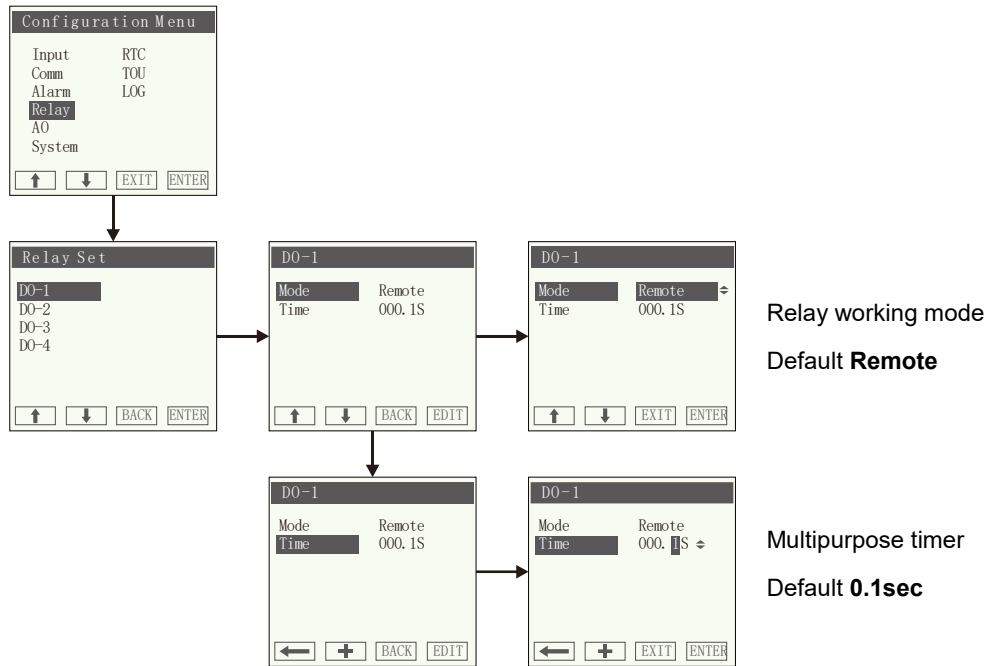 Configuration Menu
Input RTC
Comm TOU
Alarm LOG
Relay
AO
System
EXIT ENTER
Relay Set
DO-1
DO-2
DO-3
DO-4
BACK ENTER
DO-1
Mode Remote
Time 000.1S
BACK EDIT
DO-1
Mode Remote
Time 000.1S
EXIT ENTER
Relay working mode
Default Remote
DO-1
Mode Remote
Time 000.1S
BACK EDIT
DO-1
Mode Remote
Time 000.1S
EXIT ENTER
Multipurpose timer
Default 0.1sec